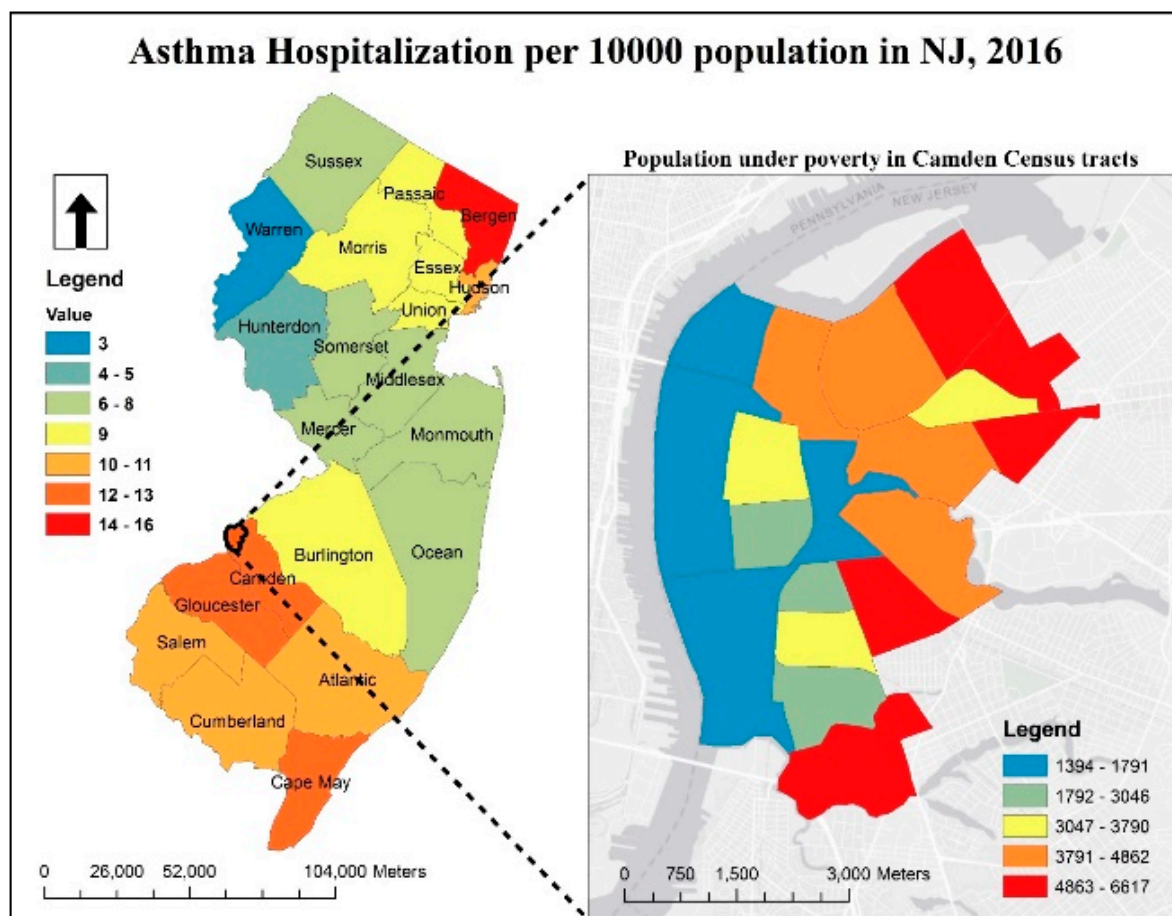 Asthma Hospitalization per 10000 population in NJ, 2016
Sussex
Passaic
Bergen
Warren
Morris
Essex
Hudson
Union
Hunterdon
Somerset
Middlesex
Mercer
Monmouth
Burlington
Ocean
Camden
Gloucester
Salem
Atlantic
Cumberland
Cape May
Legend
Value
3
4 - 5
6 - 8
9
10 - 11
12 - 13
14 - 16
0 26,000 52,000 104,000 Meters
Population under poverty in Camden Census tracts
PENNSYLVANIA
NEW JERSEY
Legend
1394 - 1791
1792 - 3046
3047 - 3790
3791 - 4862
4863 - 6617
0 750 1,500 3,000 Meters